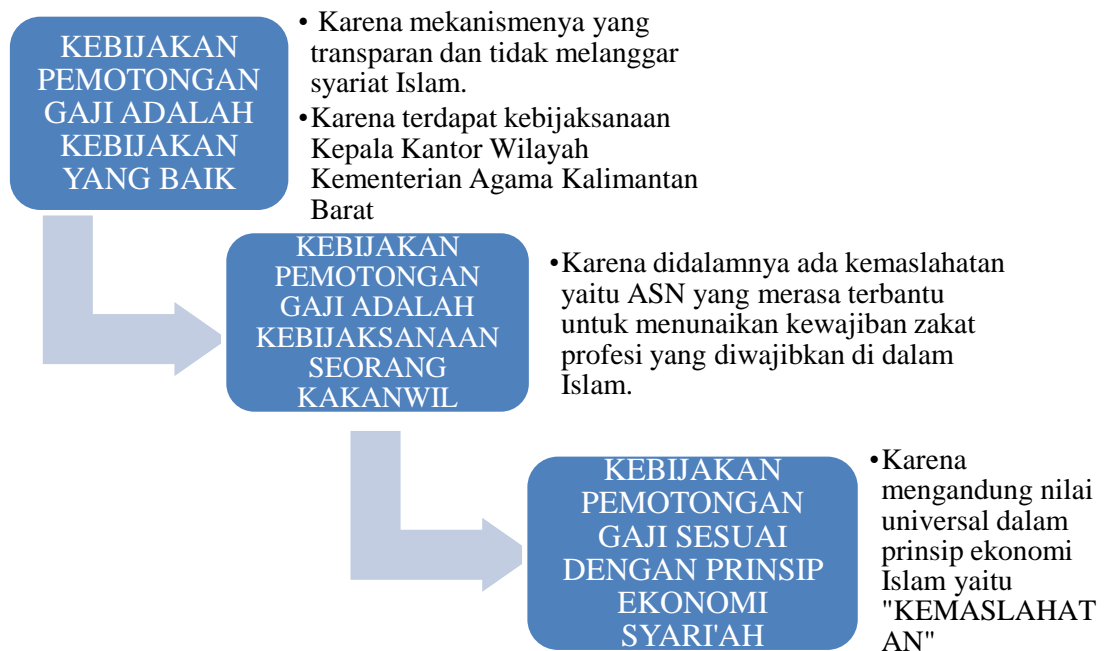 KEBIJAKAN
PEMOTONGAN
GAJI ADALAH
KEBIJAKAN
YANG BAIK
• Karena mekanismenya yang
transparan dan tidak melanggar
syariat Islam.
•Karena terdapat kebijaksanaan
Kepala Kantor Wilayah
Kementerian Agama Kalimantan
Barat
KEBIJAKAN
PEMOTONGAN
GAJI ADALAH
KEBIJAKSANAAN
SEORANG
KAKANWIL
•Karena didalamnya ada kemaslahatan
yaitu ASN yang merasa terbantu
untuk menunaikan kewajiban zakat
profesi yang diwajibkan di dalam
Islam.
KEBIJAKAN
PEMOTONGAN
GAJI SESUAI
DENGAN PRINSIP
EKONOMI
SYARI'AH
•Karena
mengandung nilai
universal dalam
prinsip ekonomi
Islam yaitu
"KEMASLAHAT
AN"